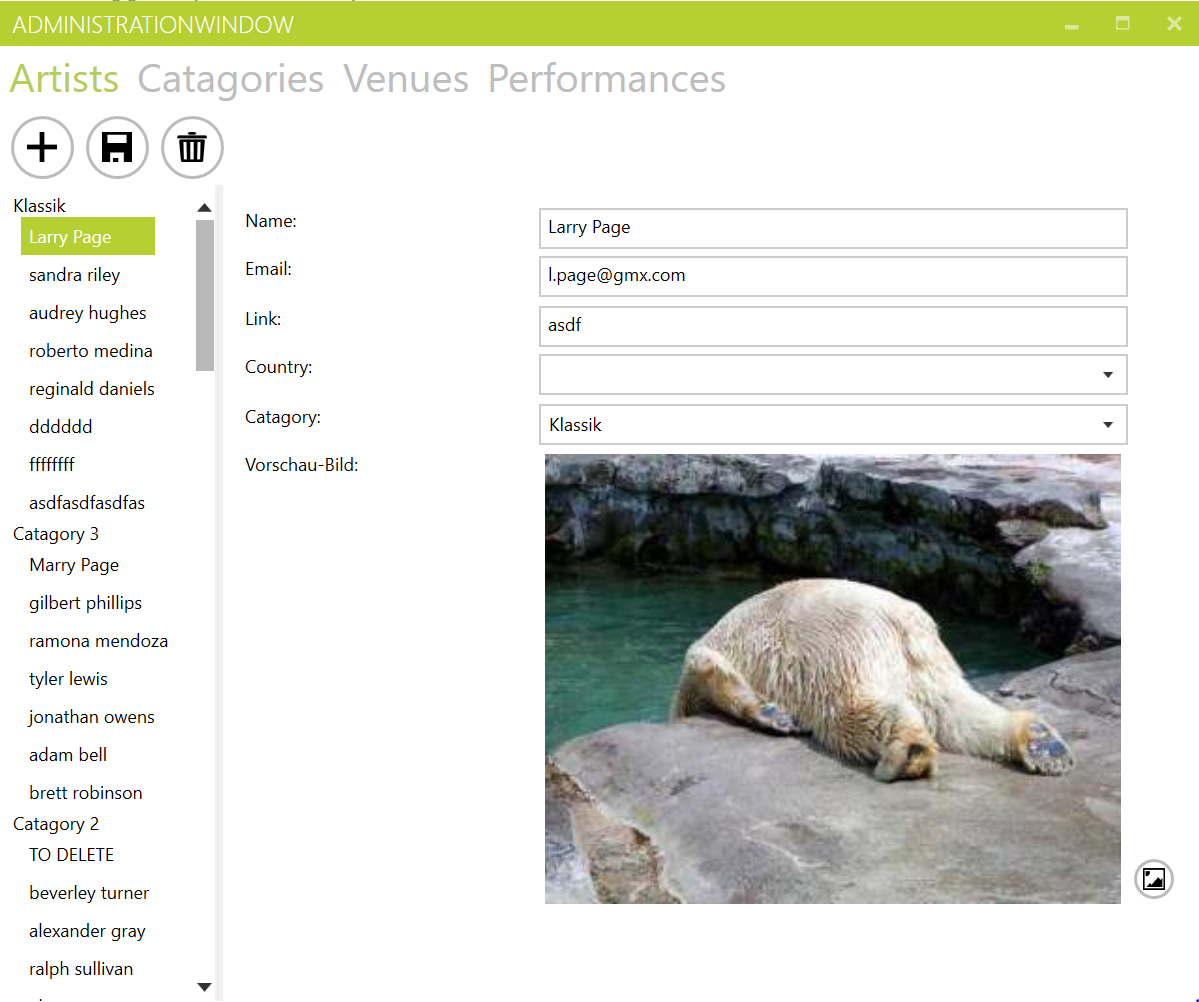 ADMINISTRATIONWINDOW
Artists Catagories Venues Performances
Klassik
Larry Page
sandra riley
audrey hughes
roberto medina
reginald daniels
dddddd
ffffffff
asdfasdfasdfas
Catagory 3
Marry Page
gilbert phillips
ramona mendoza
tyler lewis
jonathan owens
adam bell
brett robinson
Catagory 2
TO DELETE
beverley turner
alexander gray
ralph sullivan
Name: Larry Page
Email: l.page@gmx.com
Link: asdf
Country:
Catagory: Klassik
Vorschau-Bild: